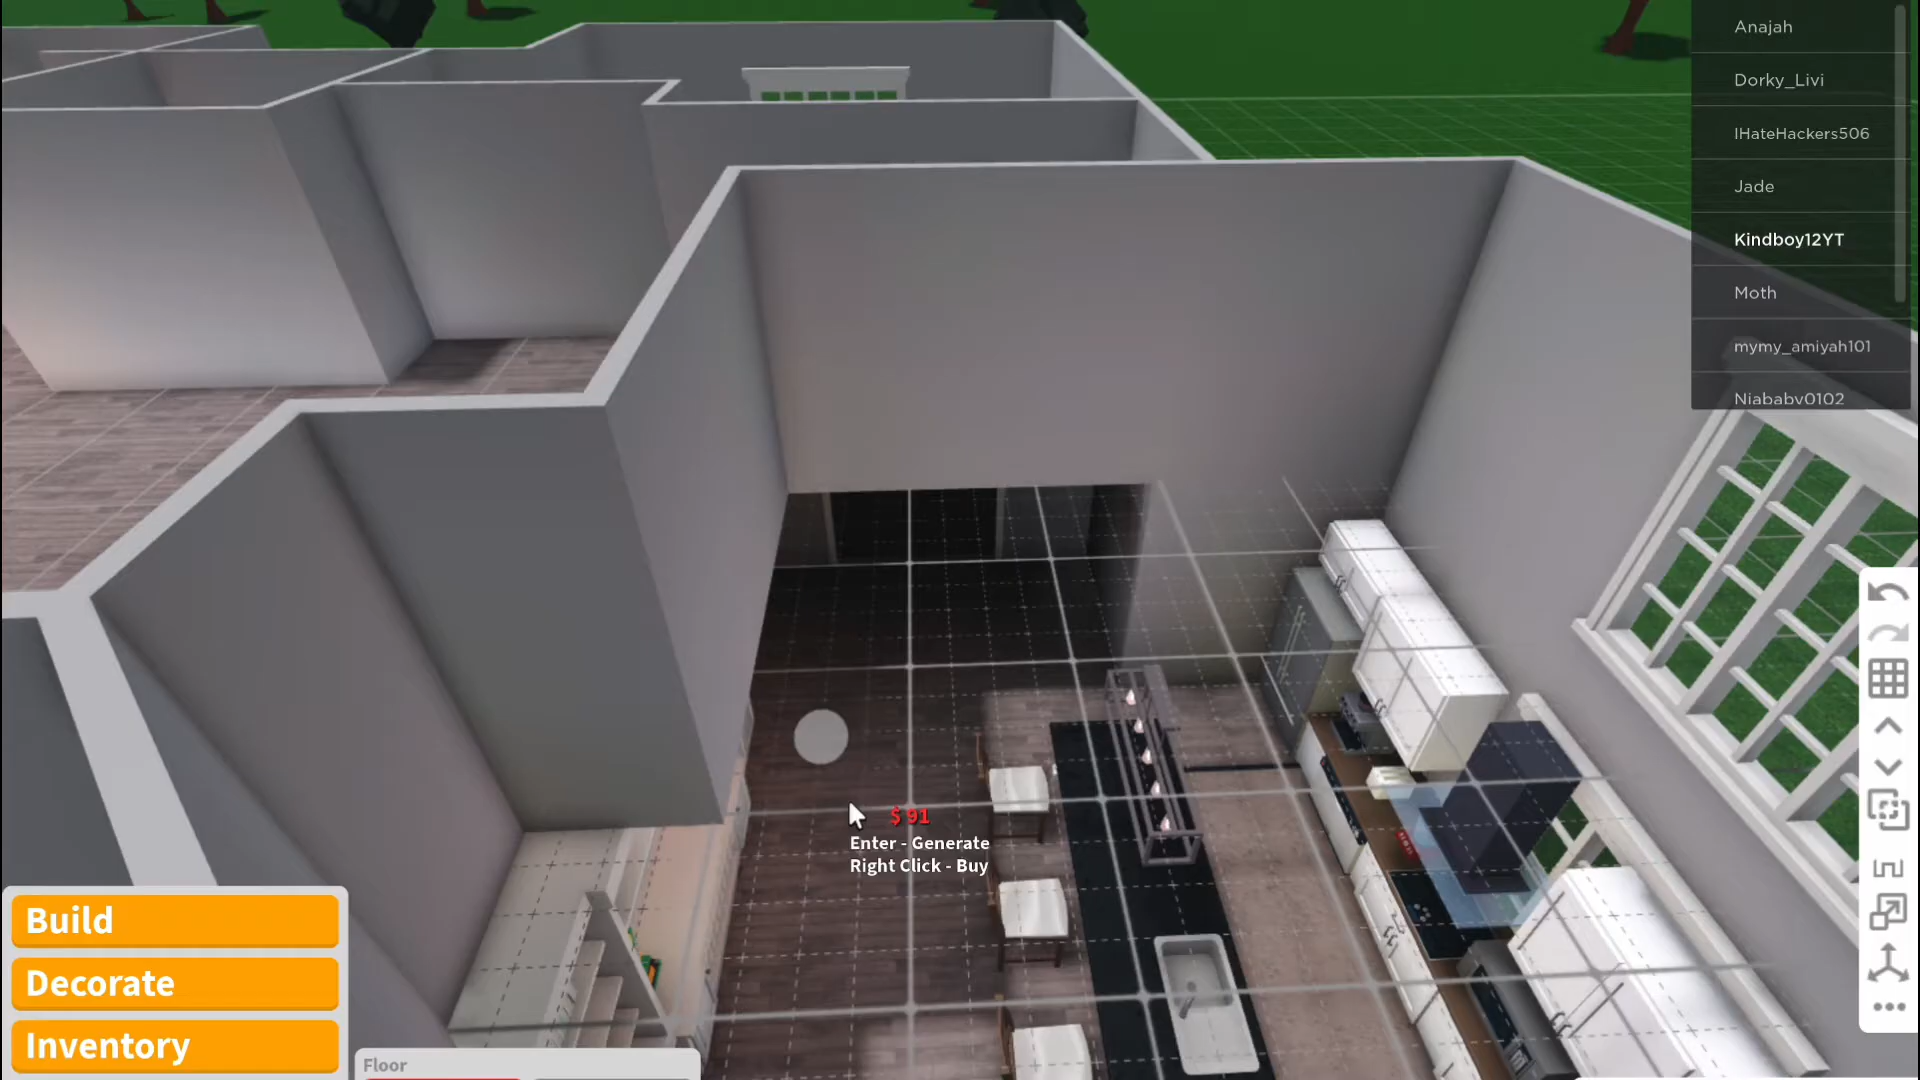 Anajah
Dorky_Livi
IHateHackers506
Jade
Kindboy12YT
Moth
mymy_amiyah101
Niababy0102
$ 91
Enter - Generate
Right Click - Buy
Build
Decorate
Inventory
Floor